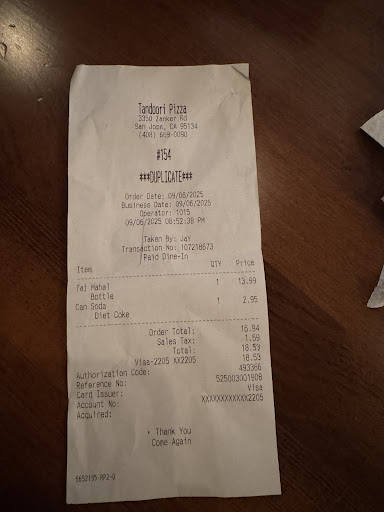 Tandoori Pizza
3350 Zanker Rd
San Jose, CA 95134
(408) 669-0090
#154
###DUPLICATE###
Order Date: 09/06/2025
Business Date: 09/06/2025
Operator: 1015
09/06/2025 08:52:38 PM
Taken By: Jay
Transaction No: 107218673
Paid Dine-In
Item QTY Price
Taj Mahal 1 13.99
Bottle
Can Soda 1 2.95
Diet Coke
Order Total: 16.94
Sales Tax: 1.59
Total: 18.53
Visa-2205 XX2205 18.53
Authorization Code: 493366
Reference No: 525003001908
Card Issuer: Visa
Account No: XXXXXXXXXXXX2205
Acquired:
* Thank You
Come Again